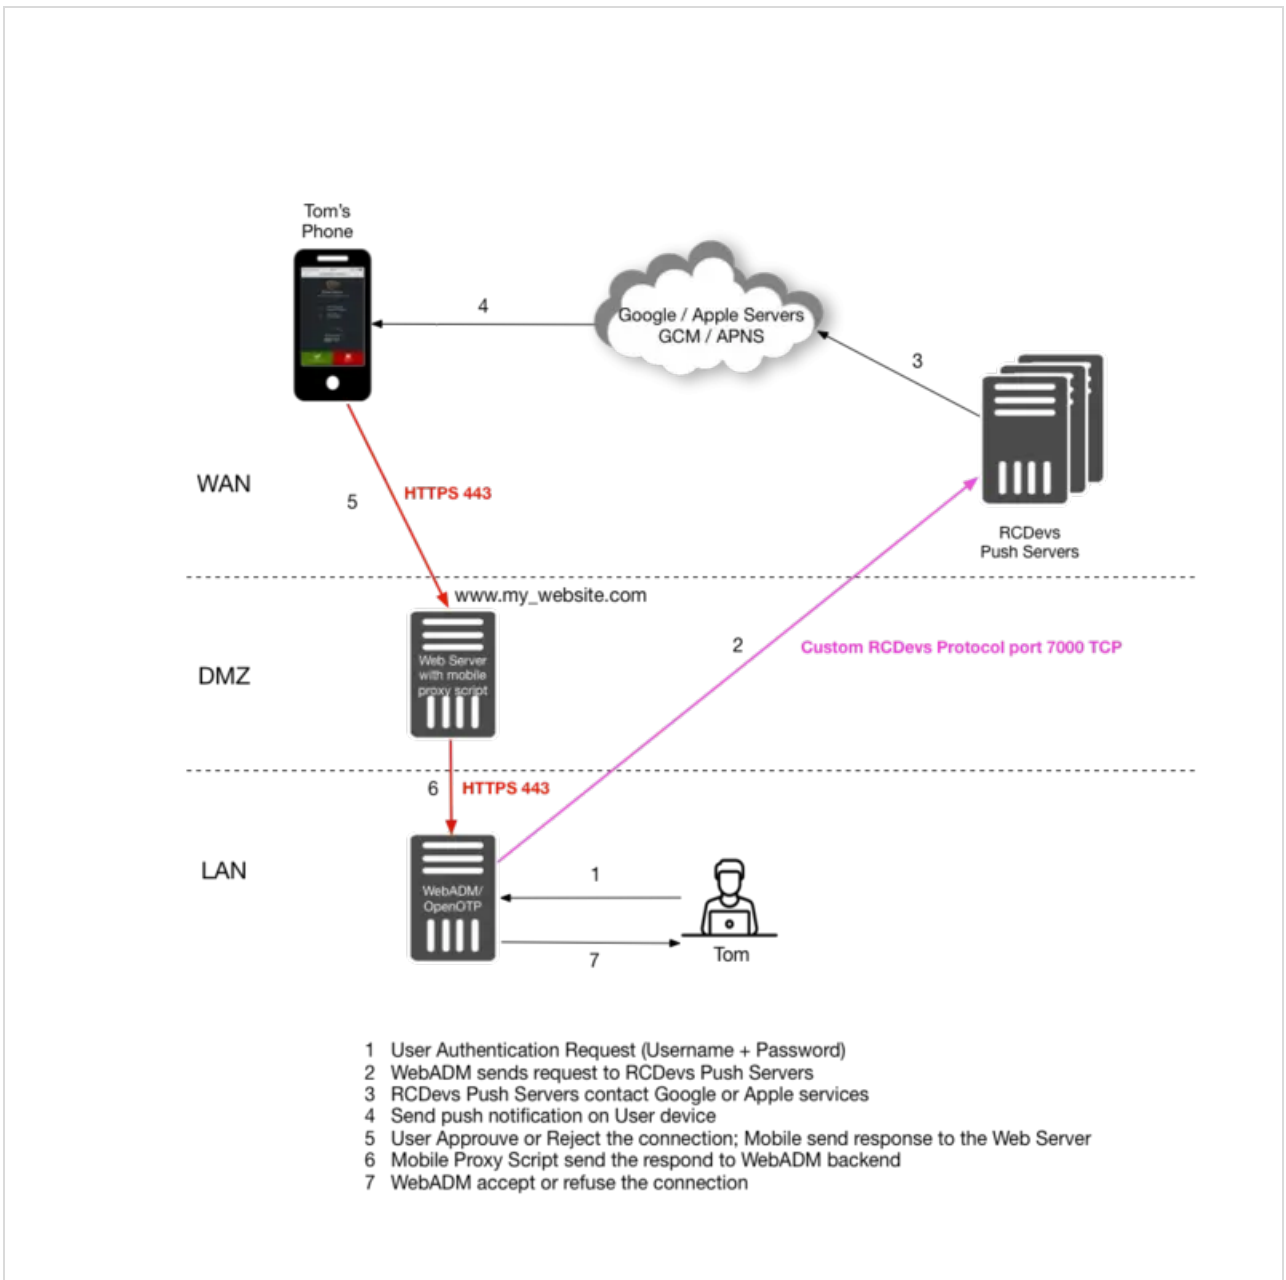 Tom's
Phone
4
Google / Apple Servers
GCM / APNS
3
WAN
5
HTTPS 443
RCDevs
Push Servers
www.my_website.com
Web Server
with mobile
proxy script
DMZ
2
Custom RCDevs Protocol port 7000 TCP
6
HTTPS 443
LAN
WebADM/
OpenOTP
1
7
Tom
1 User Authentication Request (Username + Password)
2 WebADM sends request to RCDevs Push Servers
3 RCDevs Push Servers contact Google or Apple services
4 Send push notification on User device
5 User Approuve or Reject the connection; Mobile send response to the Web Server
6 Mobile Proxy Script send the respond to WebADM backend
7 WebADM accept or refuse the connection